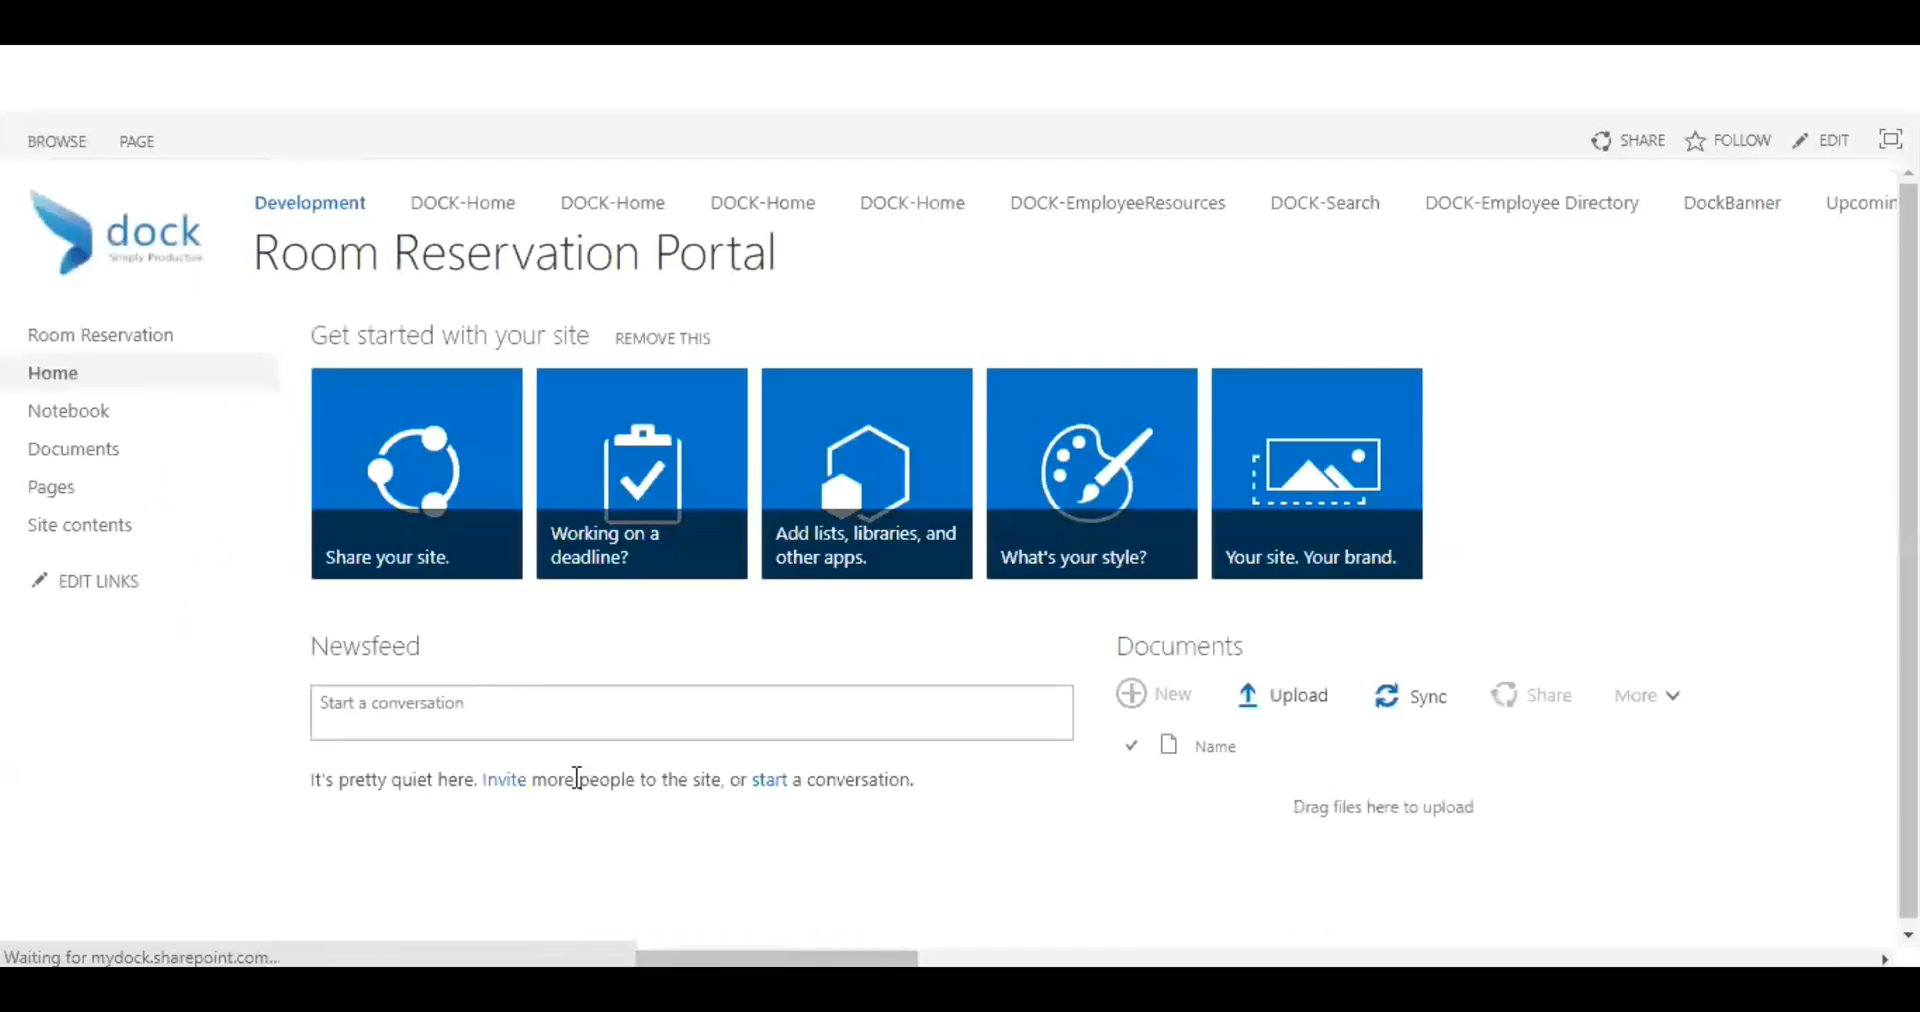 BROWSE PAGE
SHARE FOLLOW EDIT
dock
Simply Productive
Development DOCK-Home DOCK-Home DOCK-Home DOCK-Home DOCK-EmployeeResources DOCK-Search DOCK-Employee Directory DockBanner Upcomin
Room Reservation Portal
Room Reservation
Home
Notebook
Documents
Pages
Site contents
EDIT LINKS
Get started with your site REMOVE THIS
Share your site.
Working on a
deadline?
Add lists, libraries, and
other apps.
What's your style?
Your site. Your brand.
Newsfeed
Start a conversation
It's pretty quiet here. Invite more people to the site, or start a conversation.
Documents
New Upload Sync Share More
Name
Drag files here to upload
Waiting for mydock.sharepoint.com...